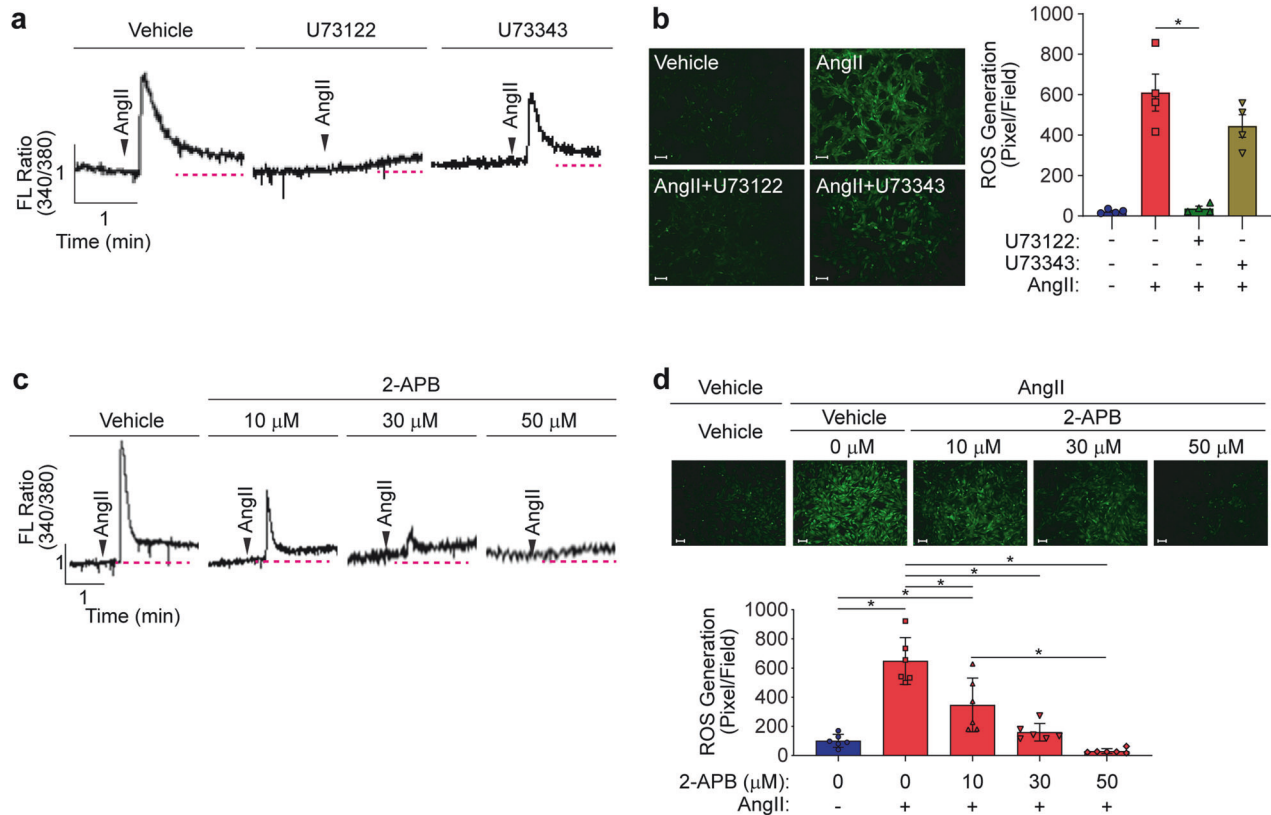 a
Vehicle U73122 U73343
AngII AngII AngII
FL Ratio
(340/380)
1
1
Time (min)
b
Vehicle AngII
AngII+U73122 AngII+U73343
ROS Generation
(Pixel/Field)
1000
800
600
400
200
0
*
U73122: - - + -
U73343: - - - +
AngII: - + + +
c
2-APB
Vehicle 10 μM 30 μM 50 μM
AngII AngII AngII AngII
FL Ratio
(340/380)
1
1
Time (min)
d
Vehicle AngII
Vehicle Vehicle 2-APB
0 μM 10 μM 30 μM 50 μM
ROS Generation
(Pixel/Field)
1000
800
600
400
200
0
*
*
*
*
*
*
2-APB (μM): 0 0 10 30 50
AngII: - + + + +